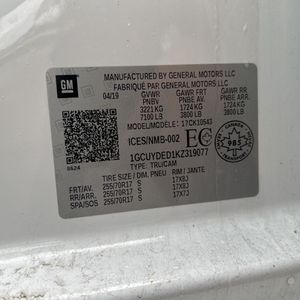 GM
MANUFACTURED BY GENERAL MOTORS LLC
FABRIQUÉ PAR: GENERAL MOTORS LLC
04/19 GVWR GAWR FRT GAWR RR
PNBV PNBE AV. PNBE ARR.
3221 KG 1724 KG 1724 KG
7100 LB 3800 LB 3800 LB
MODEL/MODELE: 17CK10543
ICES/NMB-002 EC
1GCUYDED1KZ319077
TYPE: TRU/CAM
TIRE SIZE / DIM. PNEU RIM / JANTE
FRT/AV. 255/70R17 S 17X8J
RR/ARR. 255/70R17 S 17X8J
SPA/SOS 255/70R17 S 17X7J